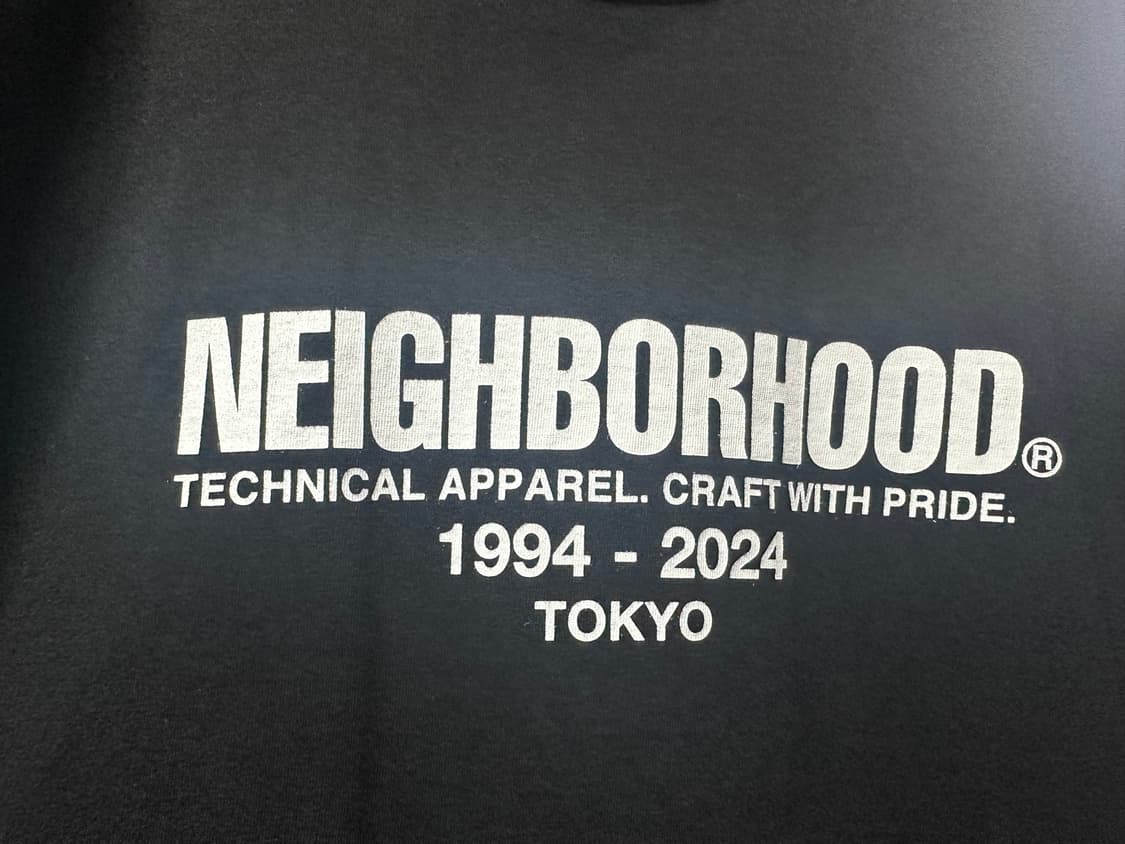 NEIGHBORHOOD®
TECHNICAL APPAREL. CRAFT WITH PRIDE.
1994 - 2024
TOKYO